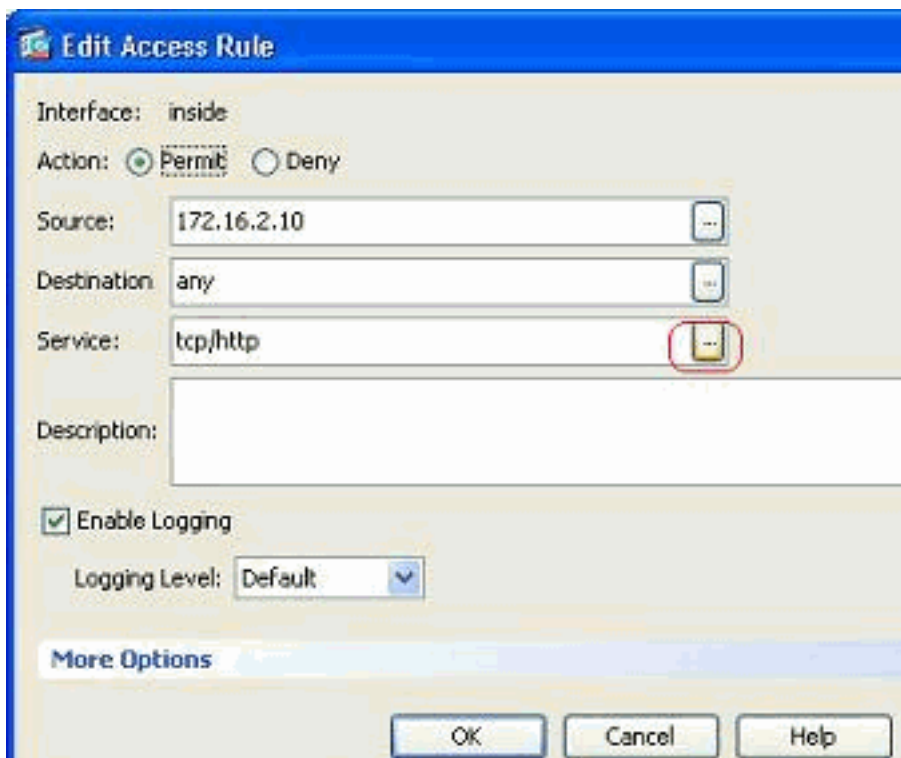 Edit Access Rule
Interface: inside
Action: Permit Deny
Source: 172.16.2.10 ...
Destination any ...
Service: tcp/http ...
Description:
Enable Logging
Logging Level: Default
More Options
OK Cancel Help